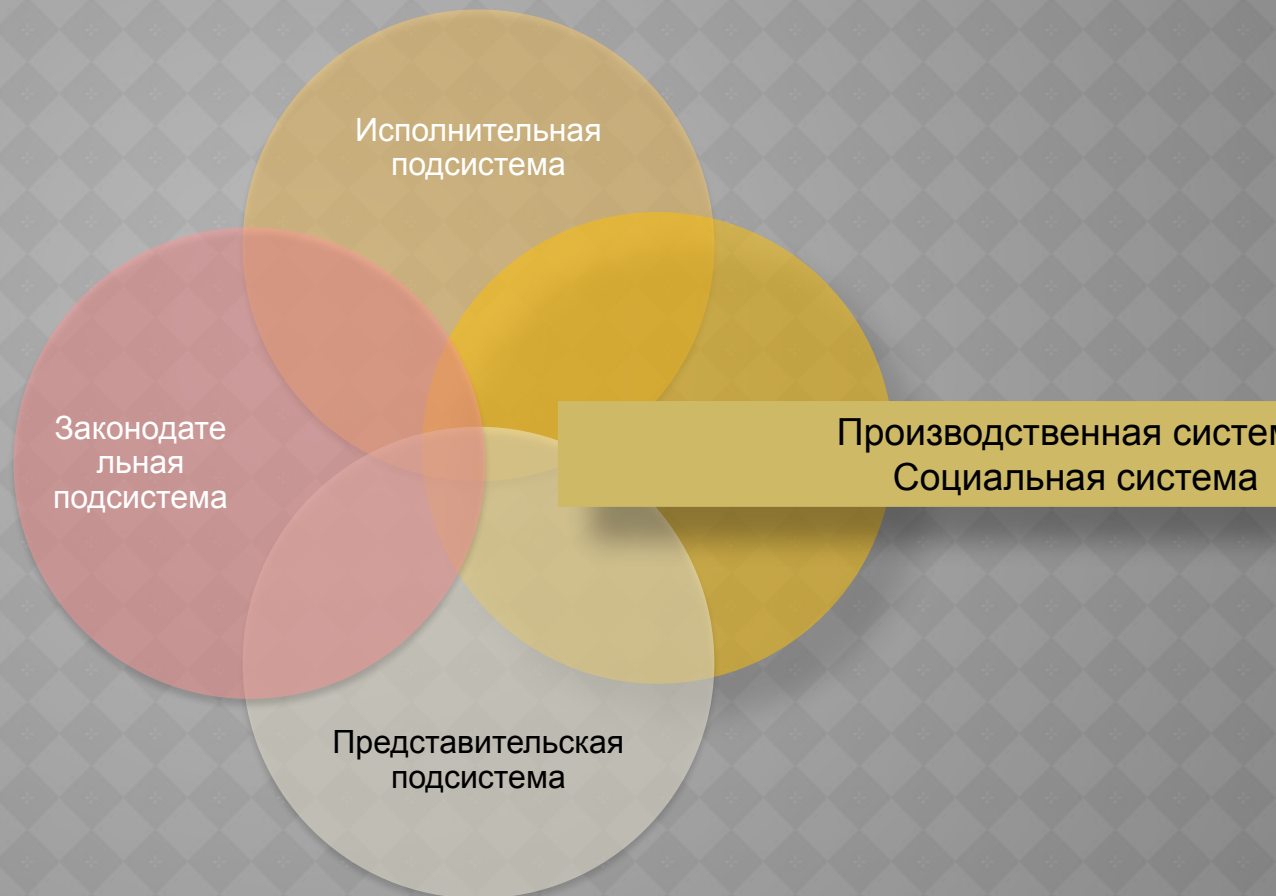 Исполнительная
подсистема
Законодате
льная
подсистема
Производственная систем
Социальная система
Представительская
подсистема